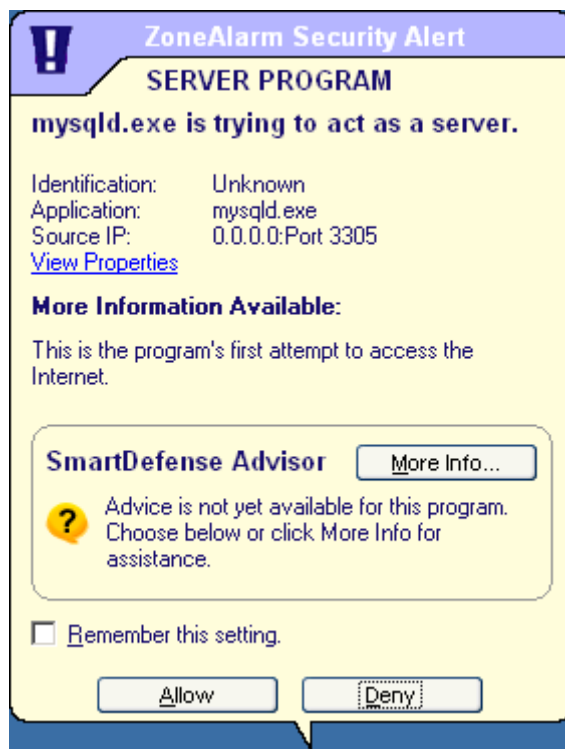 ZoneAlarm Security Alert
SERVER PROGRAM
mysqld.exe is trying to act as a server.
Identification: Unknown
Application: mysqld.exe
Source IP: 0.0.0.0:Port 3305
View Properties
More Information Available:
This is the program's first attempt to access the
Internet.
SmartDefense Advisor More Info...
Advice is not yet available for this program.
Choose below or click More Info for
assistance.
Remember this setting.
Allow Deny